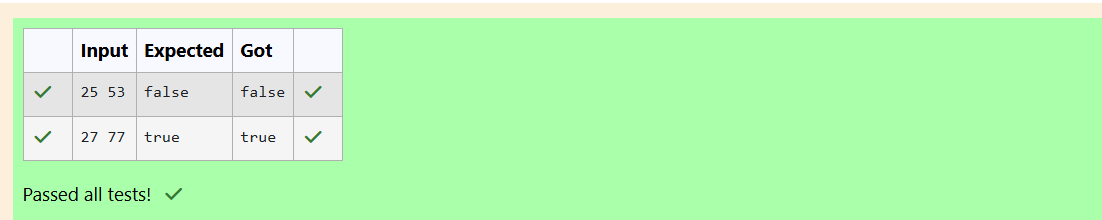 Input Expected Got
25 53 false false
27 77 true true
Passed all tests!